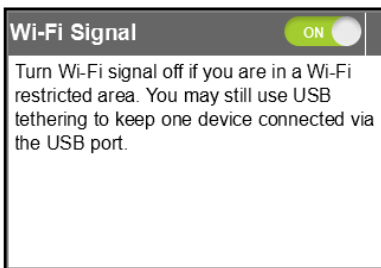 Wi-Fi Signal ON
Turn Wi-Fi signal off if you are in a Wi-Fi
restricted area. You may still use USB
tethering to keep one device connected via
the USB port.